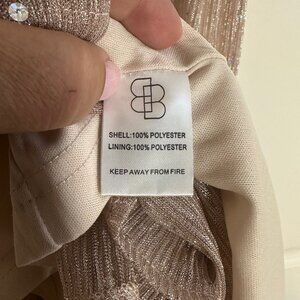 SHELL:100% POLYESTER
LINING:100% POLYESTER
KEEP AWAY FROM FIRE